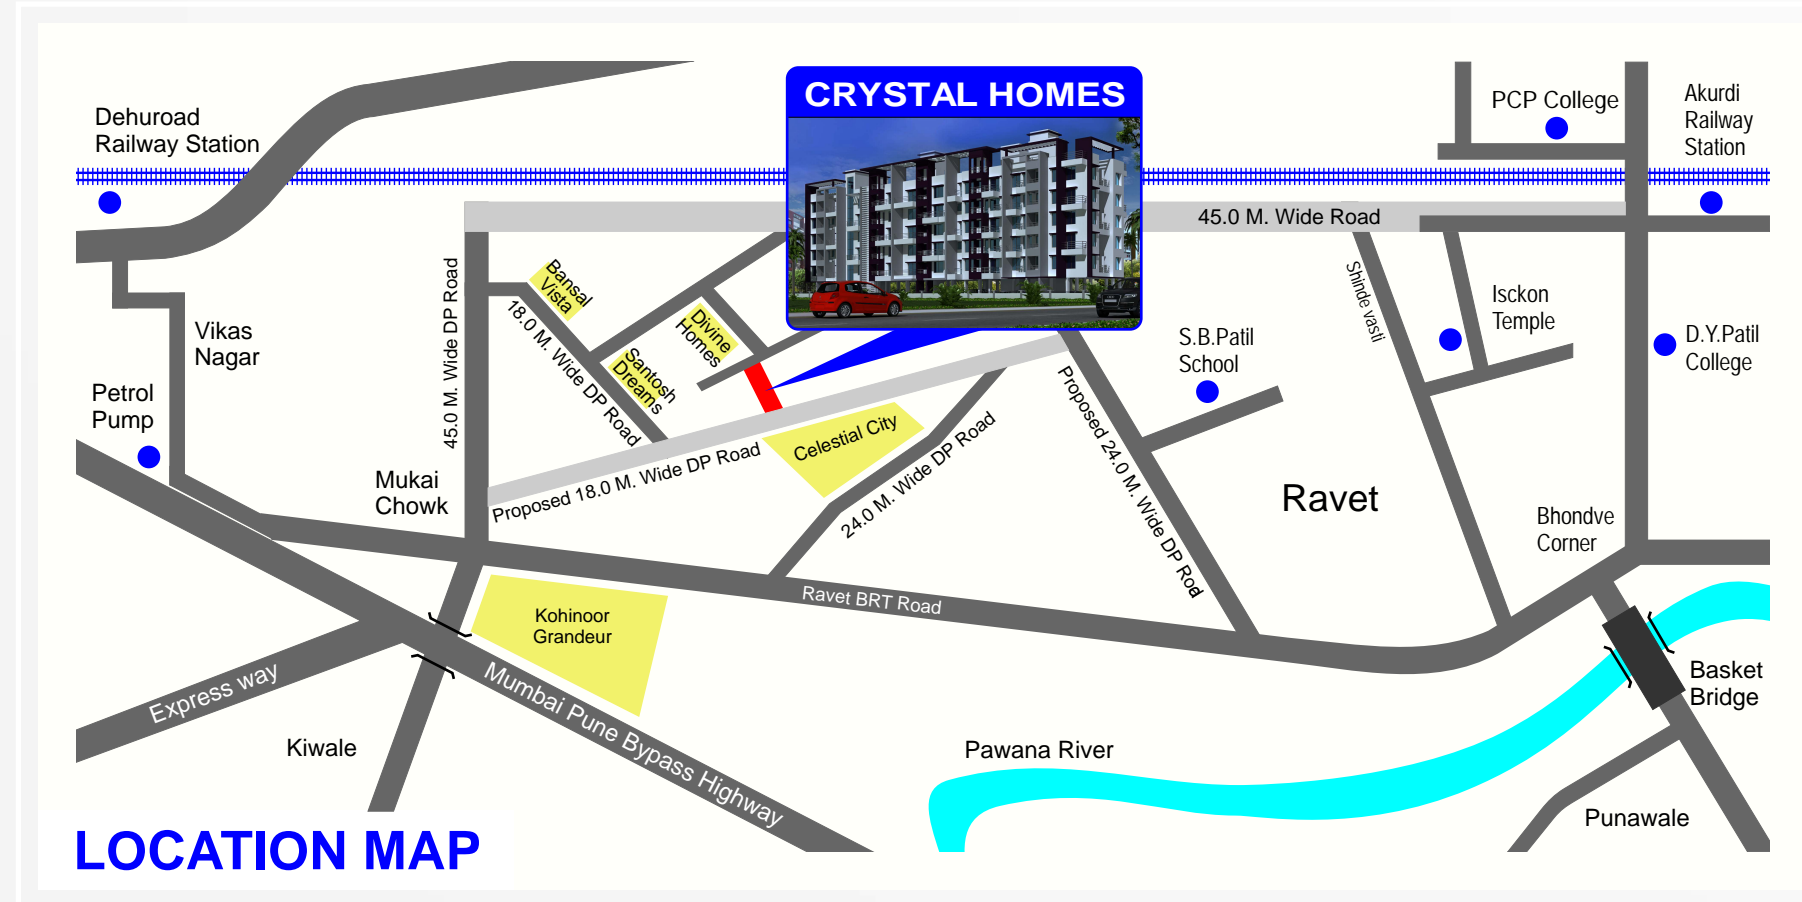 CRYSTAL HOMES
Dehuroad
Railway Station
PCP College
Akurdi
Railway
Station
45.0 M. Wide Road
Bansal
Vista
18.0 M. Wide DP Road
45.0 M. Wide DP Road
Divine
Homes
Santosh
Dreams
Shinde vasti
Isckon
Temple
S.B.Patil
School
D.Y.Patil
College
Vikas
Nagar
Petrol
Pump
Mukai
Chowk
Proposed 18.0 M. Wide DP Road
Celestial City
24.0 M. Wide DP Road
Proposed 24.0 M. Wide DP Rod
Ravet
Bhondve
Corner
Ravet BRT Road
Kohinoor
Grandeur
Express way
Mumbai Pune Bypass Highway
Kiwale
Basket
Bridge
Pawana River
Punawale
LOCATION MAP